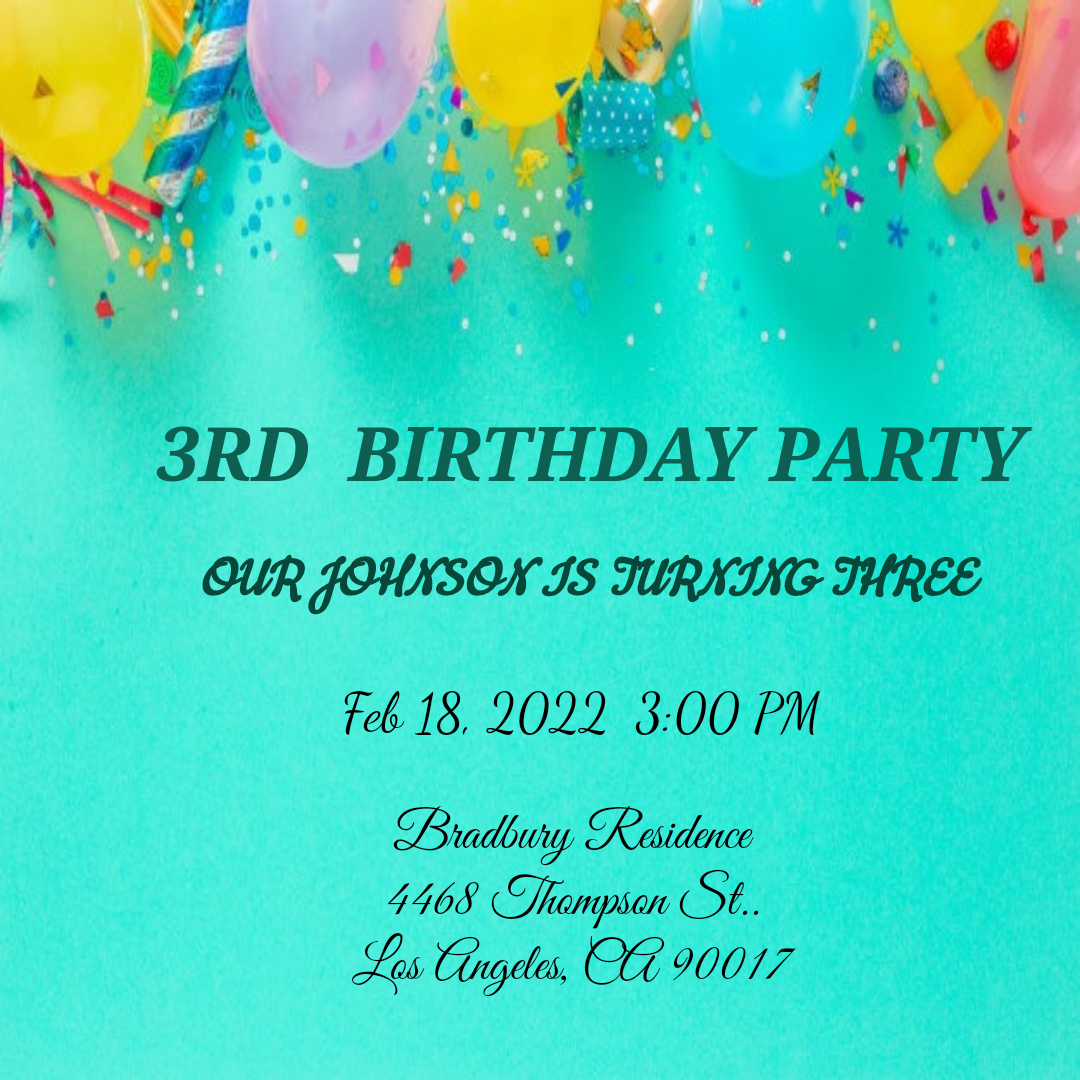 3RD BIRTHDAY PARTY
OUR JOHNSON IS TURNING THREE
Feb 18, 2022 3:00 PM
Bradbury Residence
4468 Thompson St..
Los Angeles, CA 90017